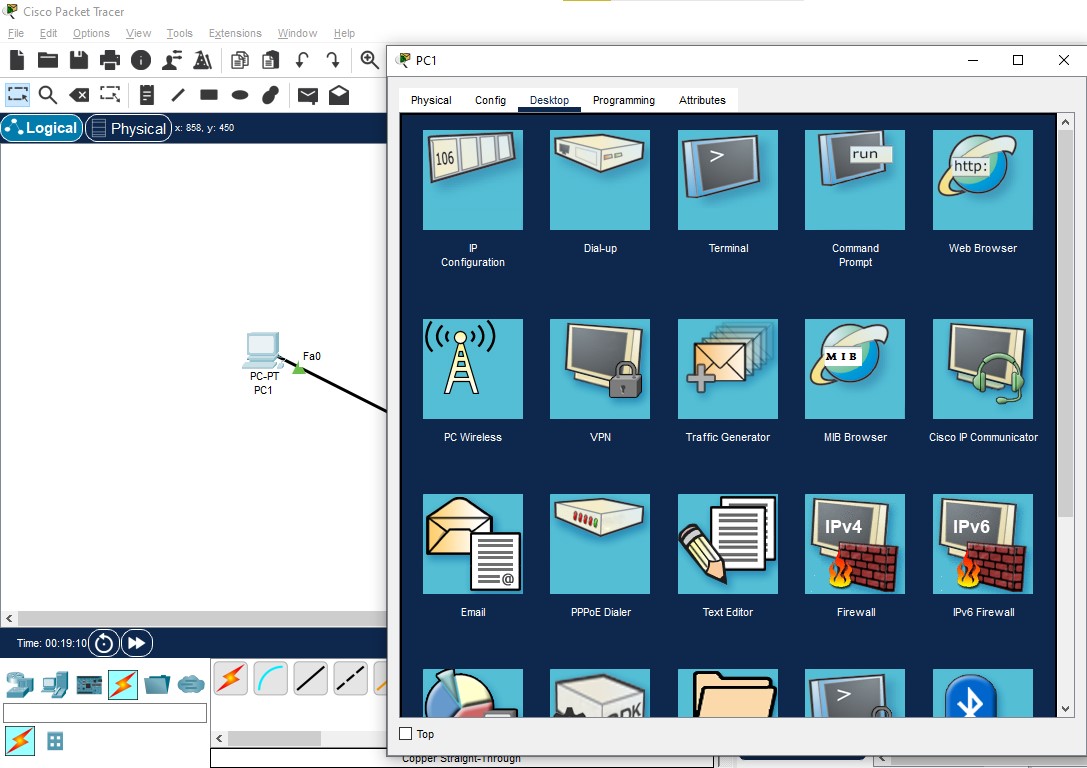 Cisco Packet Tracer
File Edit Options View Tools Extensions Window Help
PC1
Physical Config Desktop Programming Attributes
Logical Physical x: 858, y: 450
106
>
run
http:
IP
Configuration
Dial-up
Terminal
Command
Prompt
Web Browser
MIB
PC Wireless
VPN
Traffic Generator
MIB Browser
Cisco IP Communicator
Fa0
PC-PT
PC1
@
IPv4
IPv6
Email
PPPoE Dialer
Text Editor
Firewall
IPv6 Firewall
>
Time: 00:19:10
Top
Copper Straight-Through